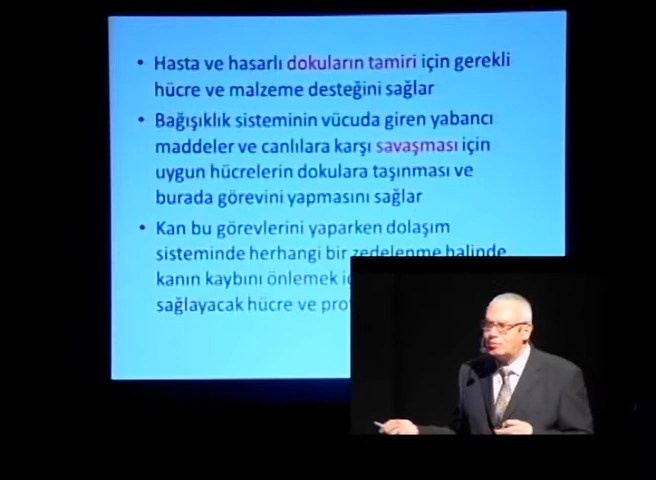 • Hasta ve hasarlı dokuların tamiri için gerekli
hücre ve malzeme desteğini sağlar
• Bağışıklık sisteminin vücuda giren yabancı
maddeler ve canlılara karşı savaşması için
uygun hücrelerin dokulara taşınması ve
burada görevini yapmasını sağlar
• Kan bu görevlerini yaparken dolaşım
sisteminde herhangi bir zedelenme halinde
kanın kaybını önlemek
sağlayacak hücre ve